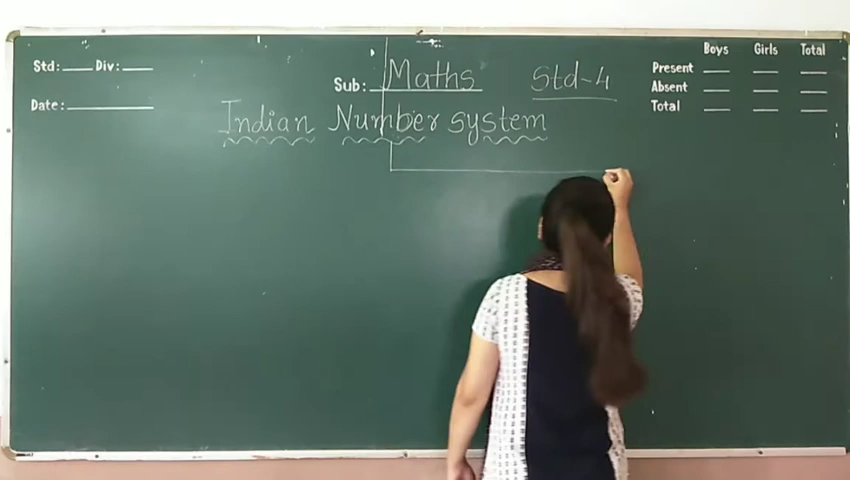 Std: Div:
Date:
Sub: Maths
Std-4
Boys Girls Total
Present
Absent
Total
Indian Number system